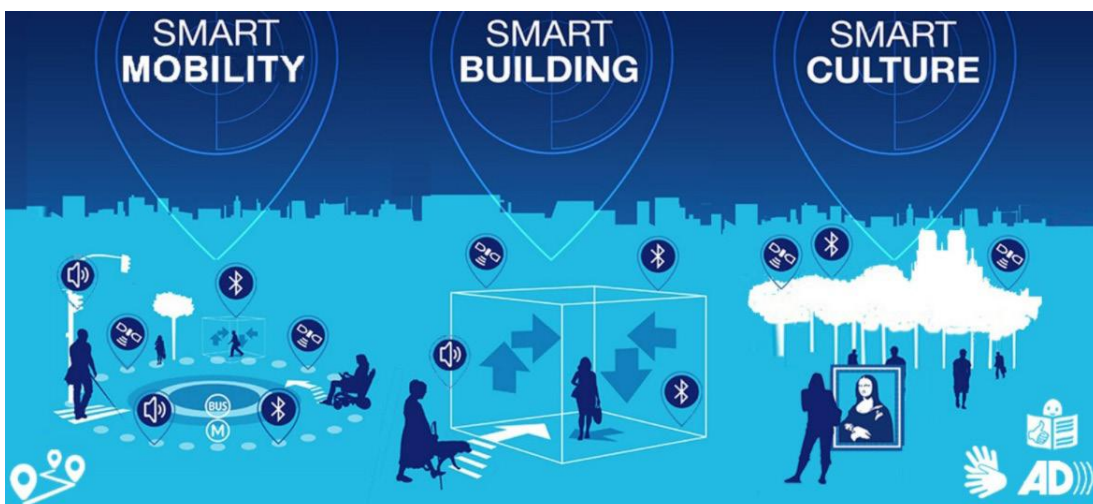 SMART
MOBILITY
SMART
BUILDING
SMART
CULTURE
BUS
M
AD